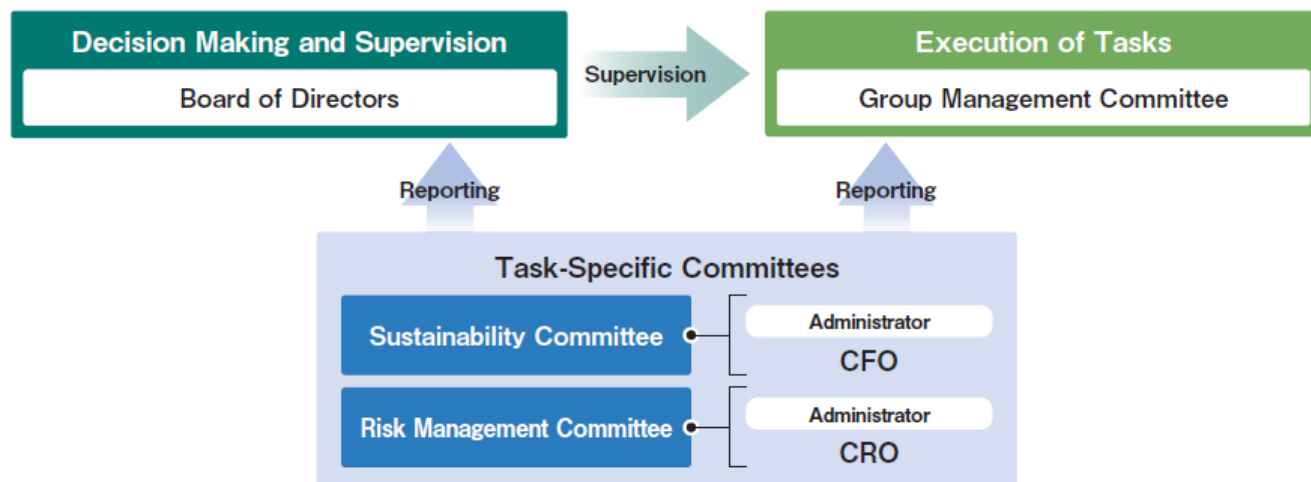 Decision Making and Supervision
Board of Directors
Supervision
Execution of Tasks
Group Management Committee
Reporting
Reporting
Task-Specific Committees
Sustainability Committee
Administrator
CFO
Risk Management Committee
Administrator
CRO